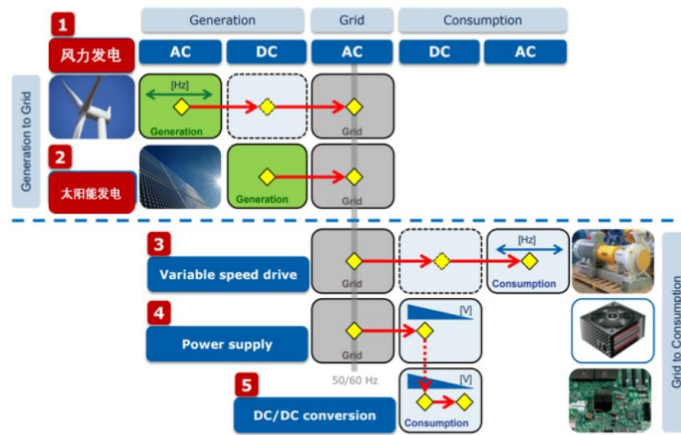 Generation
Grid
Consumption
1
风力发电
AC
DC
AC
DC
AC
Generation to Grid
[Hz]
Generation
Grid
2
太阳能发电
Generation
Grid
3
Variable speed drive
Grid
[Hz]
Consumption
4
Power supply
Grid
[V]
50/60 Hz
5
DC/DC conversion
[V]
Consumption
Grid to Consumption